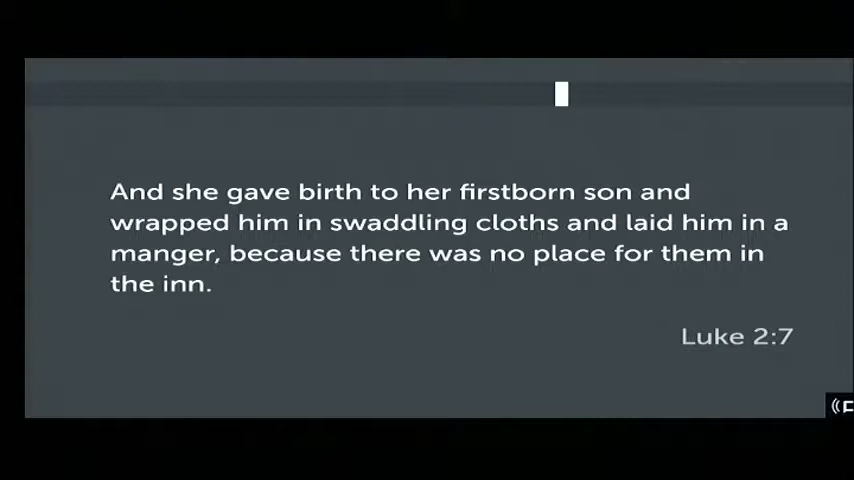 And she gave birth to her firstborn son and
wrapped him in swaddling cloths and laid him in a
manger, because there was no place for them in
the inn.
Luke 2:7